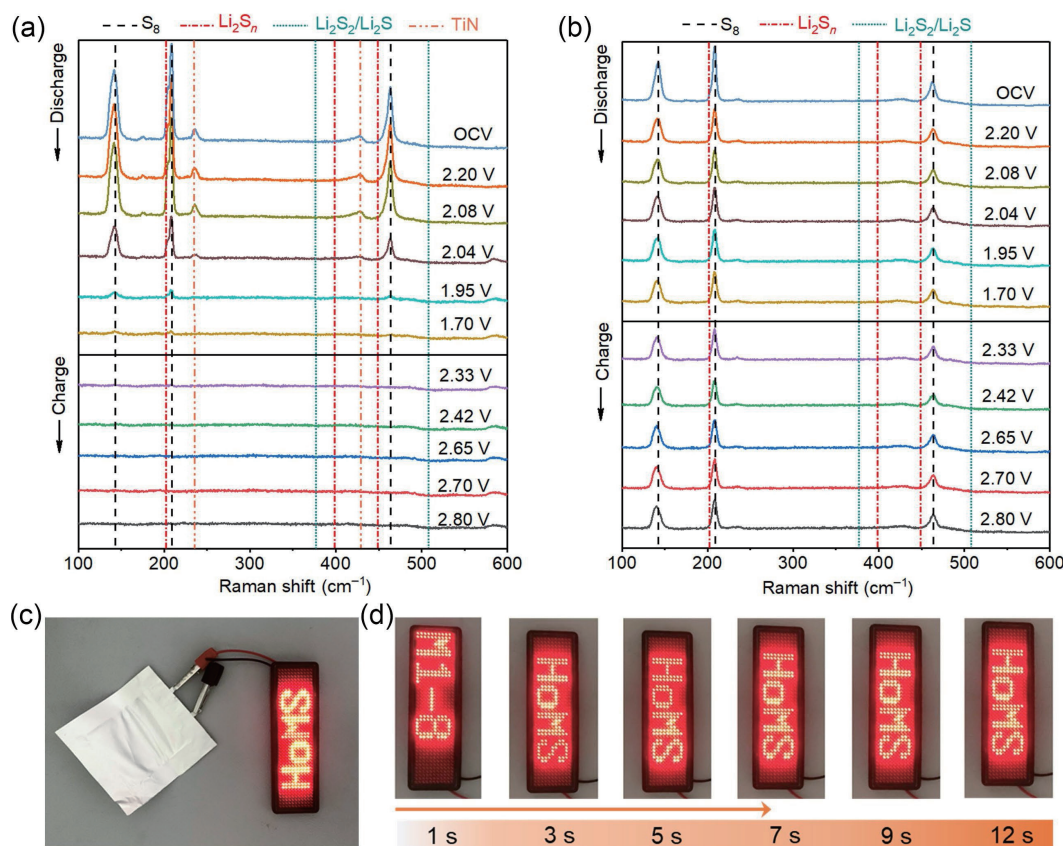 (a)
S₈
Li₂Sₙ
Li₂S₂/Li₂S
TiN
Discharge
OCV
2.20 V
2.08 V
2.04 V
1.95 V
1.70 V
Charge
2.33 V
2.42 V
2.65 V
2.70 V
2.80 V
100 200 300 400 500 600
Raman shift (cm⁻¹)
(b)
S₈
Li₂Sₙ
Li₂S₂/Li₂S
Discharge
OCV
2.20 V
2.08 V
2.04 V
1.95 V
1.70 V
Charge
2.33 V
2.42 V
2.65 V
2.70 V
2.80 V
100 200 300 400 500 600
Raman shift (cm⁻¹)
(c)
HoMS
(d)
M1-8
HoMS
HoMS
HoMS
HoMS
HoMS
1 s 3 s 5 s 7 s 9 s 12 s